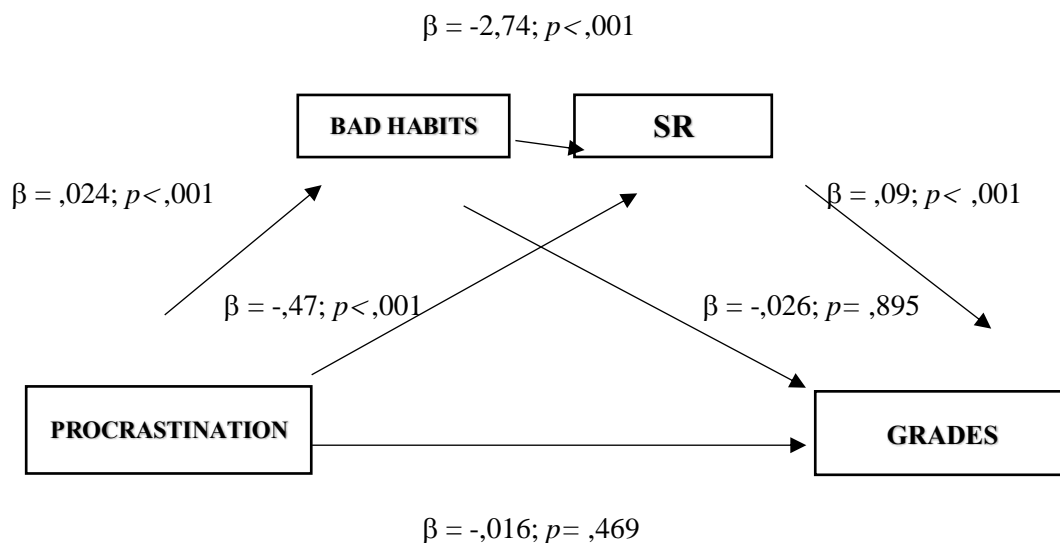 β = -2,74; p< ,001
BAD HABITS
SR
β = ,024; p< ,001
β = ,09; p< ,001
β = -,47; p< ,001
β = -,026; p= ,895
PROCRASTINATION
GRADES
β = -,016; p= ,469